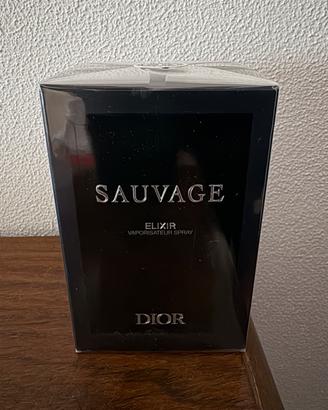 SAUVAGE
ELIXIR
VAPORISATEUR SPRAY
DIOR